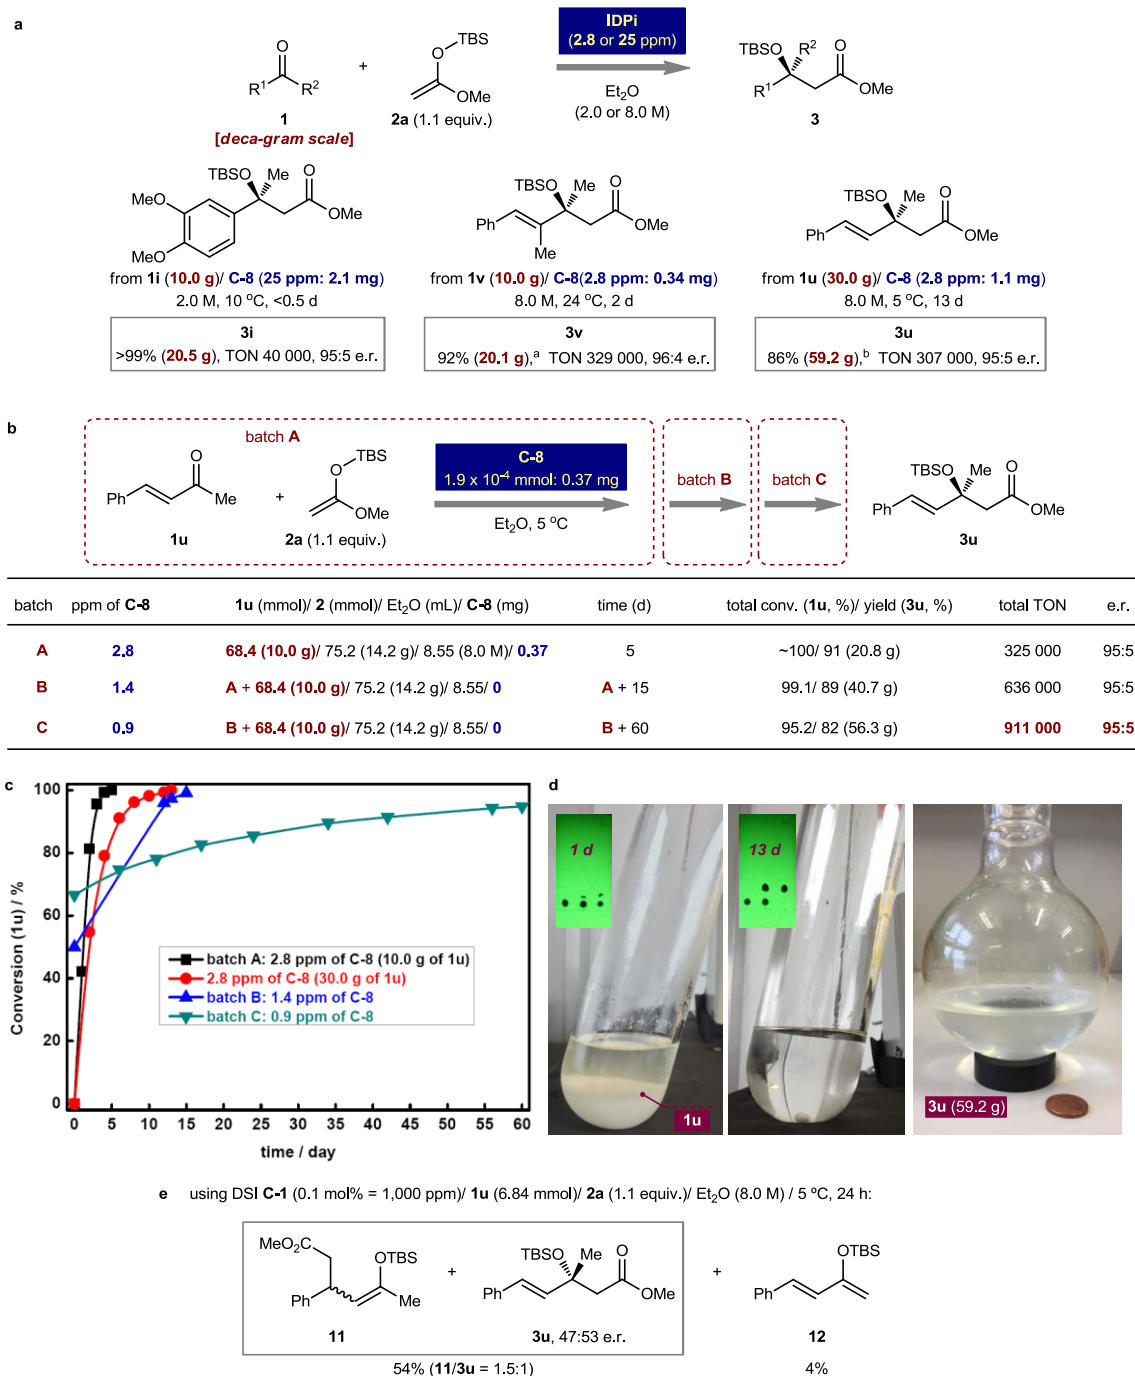 a
O
R¹ R²
1
[deca-gram scale]
+
TBS
O
OMe
2a (1.1 equiv.)
IDPi
(2.8 or 25 ppm)
Et₂O
(2.0 or 8.0 M)
TBSO R² O
R¹ OMe
3
TBSO Me O
MeO OMe
MeO
from 1i (10.0 g)/ C-8 (25 ppm: 2.1 mg)
2.0 M, 10 °C, <0.5 d
3i
>99% (20.5 g), TON 40 000, 95:5 e.r.
TBSO Me O
Ph OMe
Me
from 1v (10.0 g)/ C-8(2.8 ppm: 0.34 mg)
8.0 M, 24 °C, 2 d
3v
92% (20.1 g),ᵃ TON 329 000, 96:4 e.r.
TBSO Me O
Ph OMe
from 1u (30.0 g)/ C-8 (2.8 ppm: 1.1 mg)
8.0 M, 5 °C, 13 d
3u
86% (59.2 g),ᵇ TON 307 000, 95:5 e.r.
b
batch A
O
Ph Me
1u
+
TBS
O
OMe
2a (1.1 equiv.)
C-8
1.9 x 10⁻⁴ mmol: 0.37 mg
Et₂O, 5 °C
batch B
batch C
TBSO Me O
Ph OMe
3u
batch ppm of C-8 1u (mmol)/ 2 (mmol)/ Et₂O (mL)/ C-8 (mg) time (d) total conv. (1u, %)/ yield (3u, %) total TON e.r.
A 2.8 68.4 (10.0 g)/ 75.2 (14.2 g)/ 8.55 (8.0 M)/ 0.37 5 ~100/ 91 (20.8 g) 325 000 95:5
B 1.4 A + 68.4 (10.0 g)/ 75.2 (14.2 g)/ 8.55/ 0 A + 15 99.1/ 89 (40.7 g) 636 000 95:5
C 0.9 B + 68.4 (10.0 g)/ 75.2 (14.2 g)/ 8.55/ 0 B + 60 95.2/ 82 (56.3 g) 911 000 95:5
c
Conversion (1u) / %
100
80
60
40
20
0
batch A: 2.8 ppm of C-8 (10.0 g of 1u)
2.8 ppm of C-8 (30.0 g of 1u)
batch B: 1.4 ppm of C-8
batch C: 0.9 ppm of C-8
0 5 10 15 20 25 30 35 40 45 50 55 60
time / day
d
1 d
1u
13 d
3u (59.2 g)
e using DSI C-1 (0.1 mol% = 1,000 ppm)/ 1u (6.84 mmol)/ 2a (1.1 equiv.)/ Et₂O (8.0 M) / 5 ºC, 24 h:
MeO₂C OTBS
Ph Me
11
+
TBSO Me O
Ph OMe
3u, 47:53 e.r.
+
OTBS
Ph
12
54% (11/3u = 1.5:1)
4%